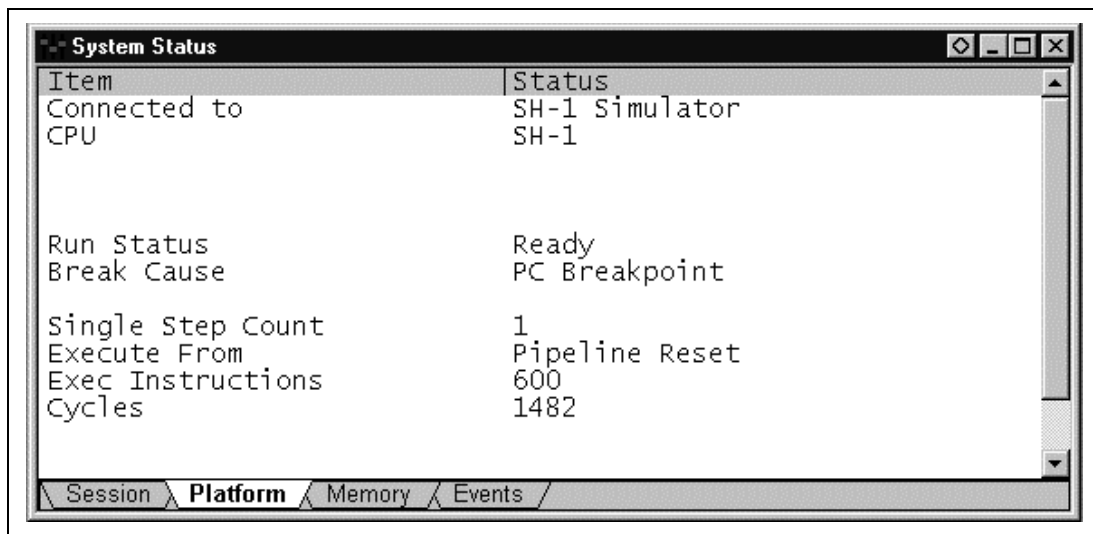 System Status
Item Status
Connected to SH-1 Simulator
CPU SH-1
Run Status Ready
Break Cause PC Breakpoint
Single Step Count 1
Execute From Pipeline Reset
Exec Instructions 600
Cycles 1482
Session Platform Memory Events